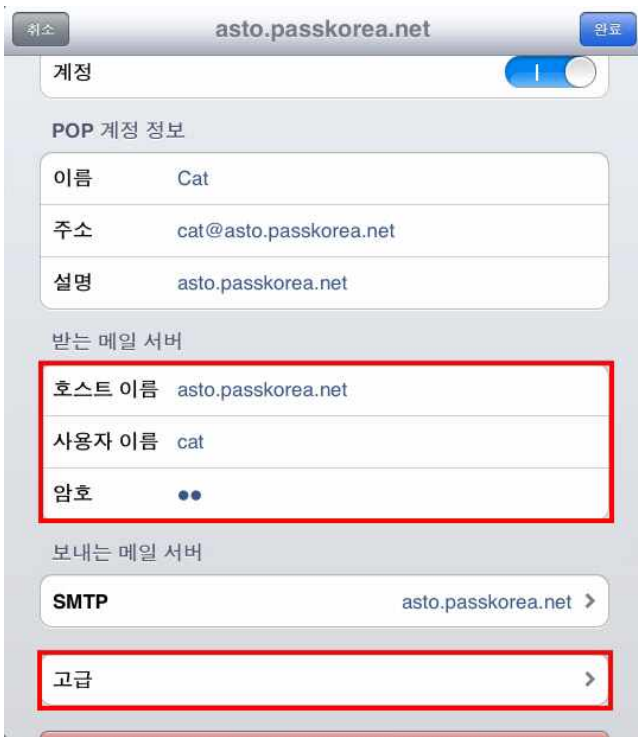 취소 asto.passkorea.net 완료
계정
POP 계정 정보
이름 Cat
주소 cat@asto.passkorea.net
설명 asto.passkorea.net
받는 메일 서버
호스트 이름 asto.passkorea.net
사용자 이름 cat
암호 ●●
보내는 메일 서버
SMTP asto.passkorea.net
고급